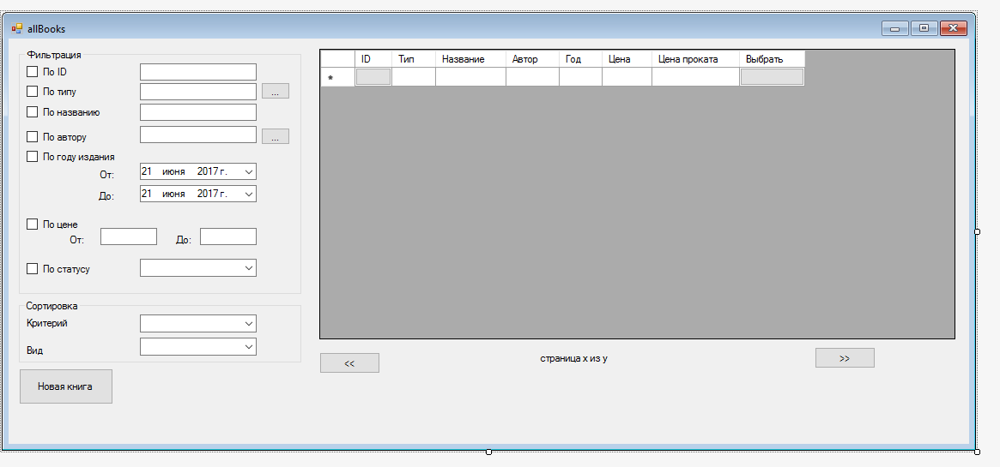 allBooks
Фильтрация
По ID
По типу
...
По названию
По автору
...
По году издания
От:
21 июня 2017 г.
До:
21 июня 2017 г.
По цене
От:
До:
По статусу
Сортировка
Критерий
Вид
Новая книга
ID Тип Название Автор Год Цена Цена проката Выбрать
*
<< страница x из y >>